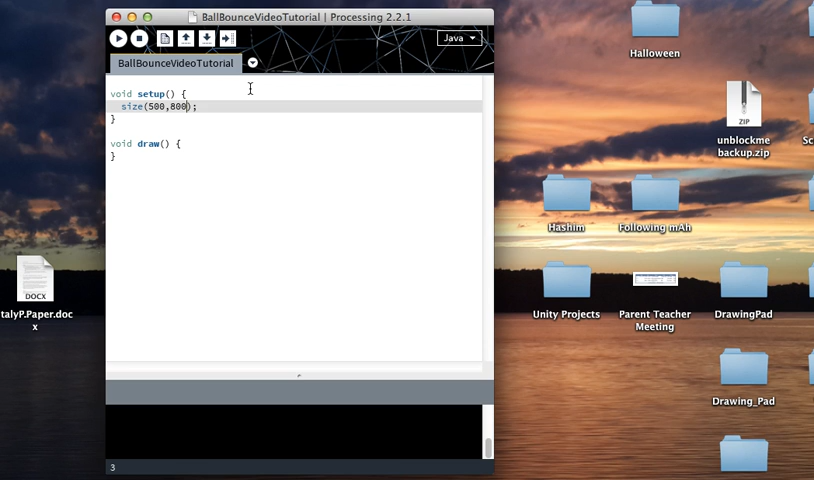 BallBounceVideoTutorial | Processing 2.2.1
Java
BallBounceVideoTutorial
void setup() {
size(500,800);
}
void draw() {
}
3
Halloween
ZIP
unblockme
backup.zip
Sc
Hashim
Following mAh
DOCX
talyP.Paper.doc
x
Unity Projects
Parent Teacher
Meeting
DrawingPad
Drawing_Pad